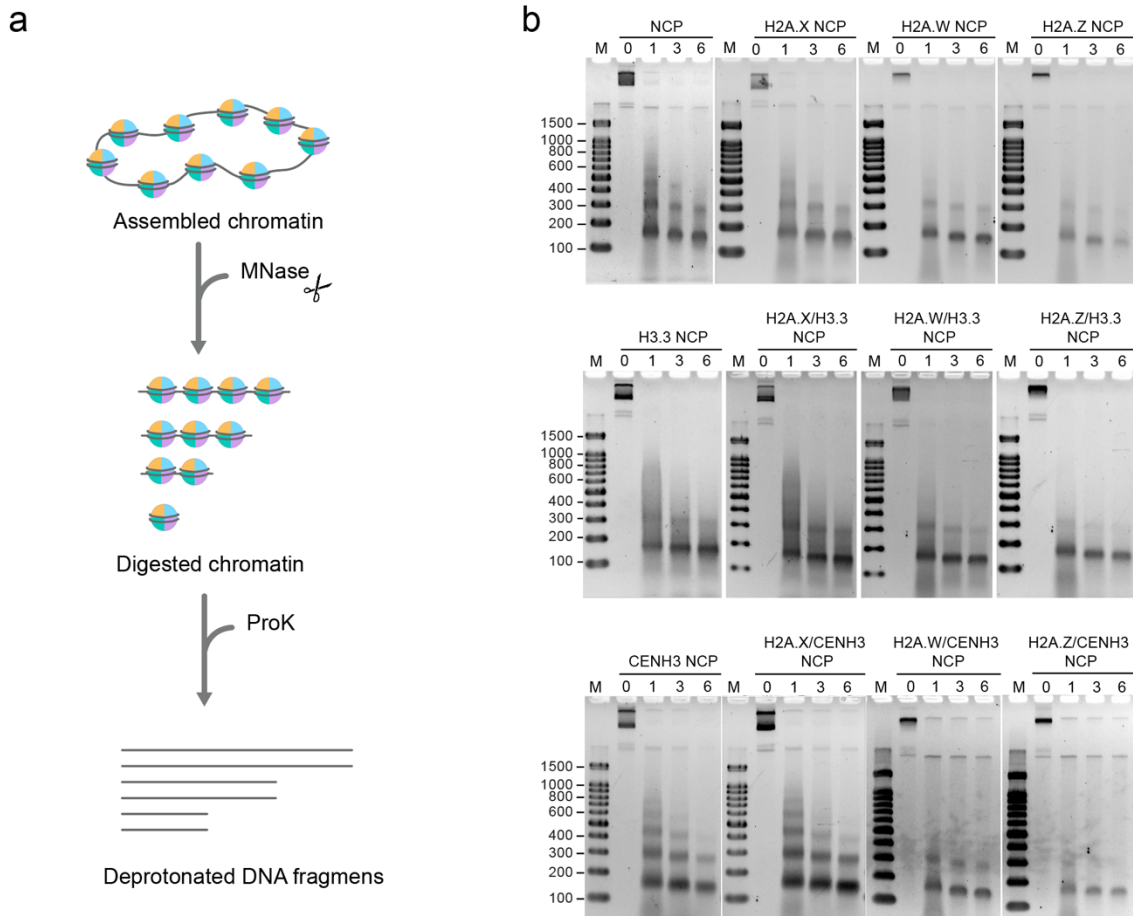 a
Assembled chromatin
MNase
Digested chromatin
ProK
Deprotonated DNA fragmens
b
NCP H2A.X NCP H2A.W NCP H2A.Z NCP
M 0 1 3 6 M 0 1 3 6 M 0 1 3 6 M 0 1 3 6
1500
1000
800
600
400
300
200
100
H3.3 NCP H2A.X/H3.3 NCP H2A.W/H3.3 NCP H2A.Z/H3.3 NCP
M 0 1 3 6 M 0 1 3 6 M 0 1 3 6 M 0 1 3 6
1500
1000
800
600
400
300
200
100
CENH3 NCP H2A.X/CENH3 NCP H2A.W/CENH3 NCP H2A.Z/CENH3 NCP
M 0 1 3 6 M 0 1 3 6 M 0 1 3 6 M 0 1 3 6
1500
1000
800
600
400
300
200
100